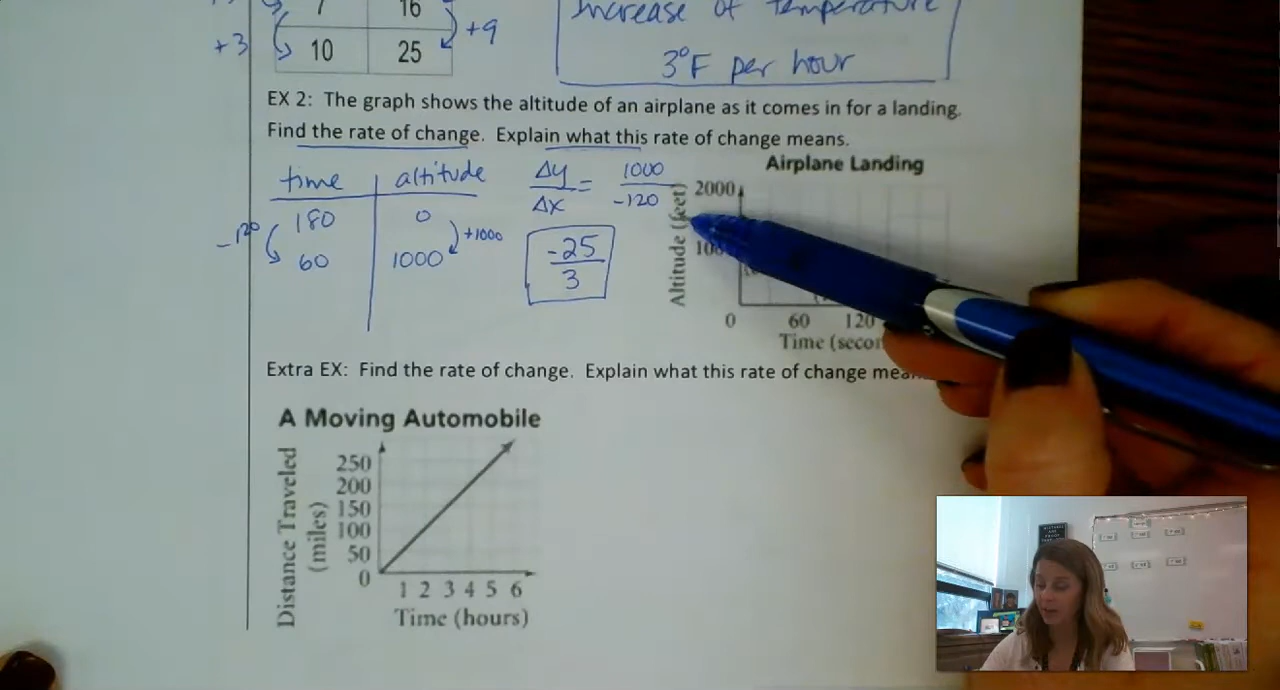 7 16
+9
+3
10 25
increase of temperature
3°F per hour
EX 2: The graph shows the altitude of an airplane as it comes in for a landing.
Find the rate of change. Explain what this rate of change means.
time altitude
180 0
60 1000
-120
+1000
Δy/Δx = 1000/-120
-25/3
Airplane Landing
Altitude (feet)
2000
0 60 120
Time
Extra EX: Find the rate of change. Explain what this rate of change
A Moving Automobile
Distance Traveled
(miles)
250
200
150
100
50
0
1 2 3 4 5 6
Time (hours)